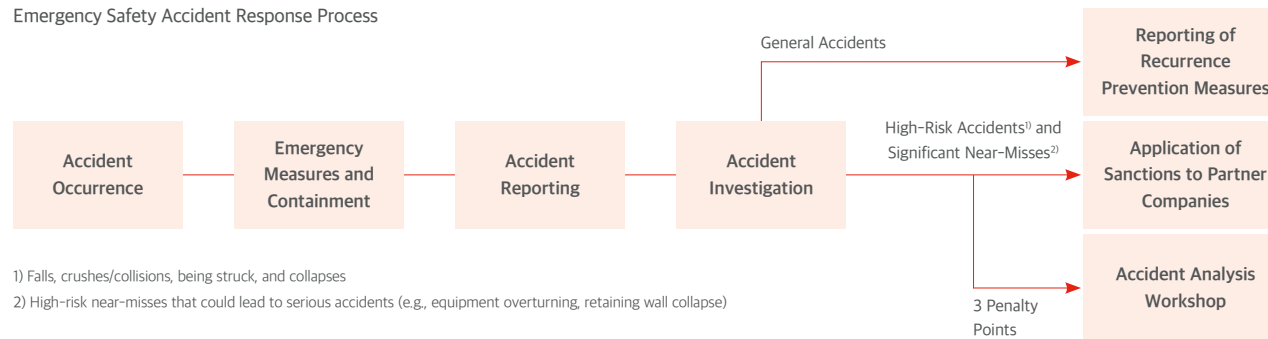 Emergency Safety Accident Response Process
General Accidents
Reporting of
Recurrence
Prevention Measures
Accident
Occurrence
Emergency
Measures and
Containment
Accident
Reporting
Accident
Investigation
High-Risk Accidents1) and
Significant Near-Misses2)
Application of
Sanctions to Partner
Companies
3 Penalty
Points
Accident Analysis
Workshop
1) Falls, crushes/collisions, being struck, and collapses
2) High-risk near-misses that could lead to serious accidents (e.g., equipment overturning, retaining wall collapse)